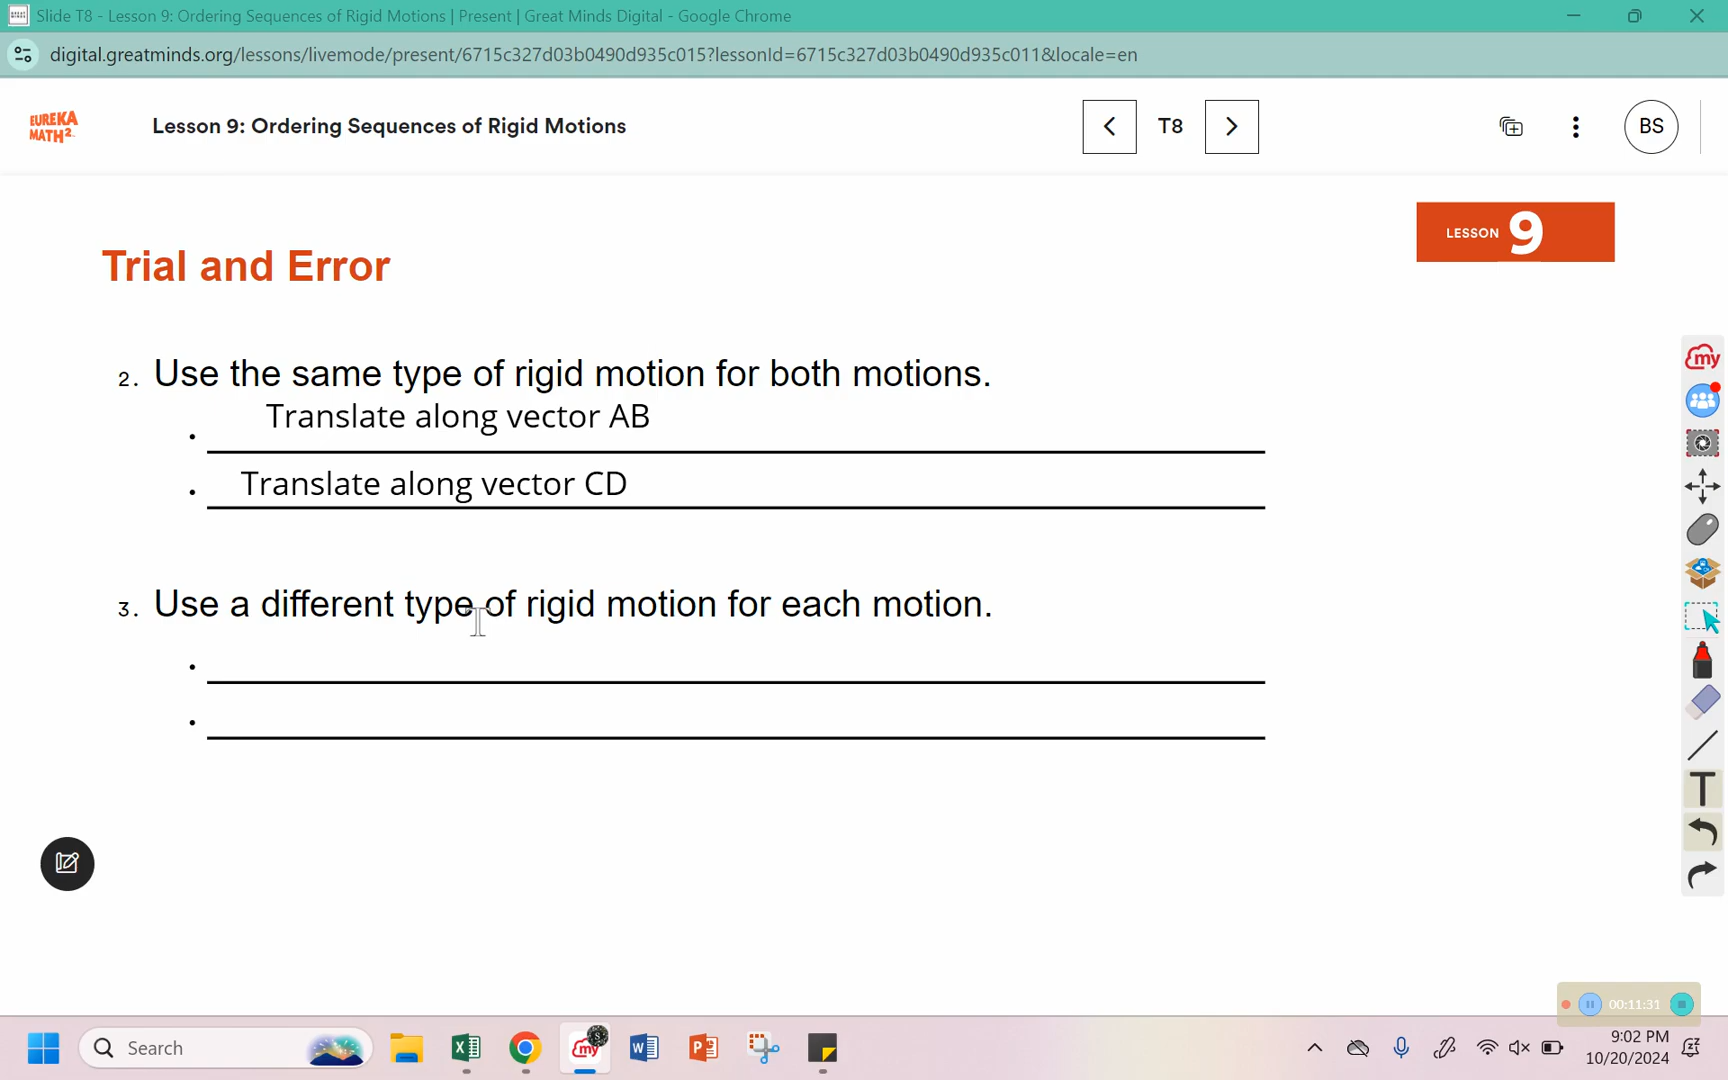 Slide T8 - Lesson 9: Ordering Sequences of Rigid Motions | Present | Great Minds Digital - Google Chrome
digital.greatminds.org/lessons/livemode/present/6715c327d03b0490d935c015?lessonId=6715c327d03b0490d935c011&locale=en
EUREKA
MATH²
Lesson 9: Ordering Sequences of Rigid Motions
T8
BS
LESSON 9
Trial and Error
2. Use the same type of rigid motion for both motions.
• Translate along vector AB
• Translate along vector CD
3. Use a different type of rigid motion for each motion.
my
T
00:11:31
Search
my
S
9:02 PM
10/20/2024